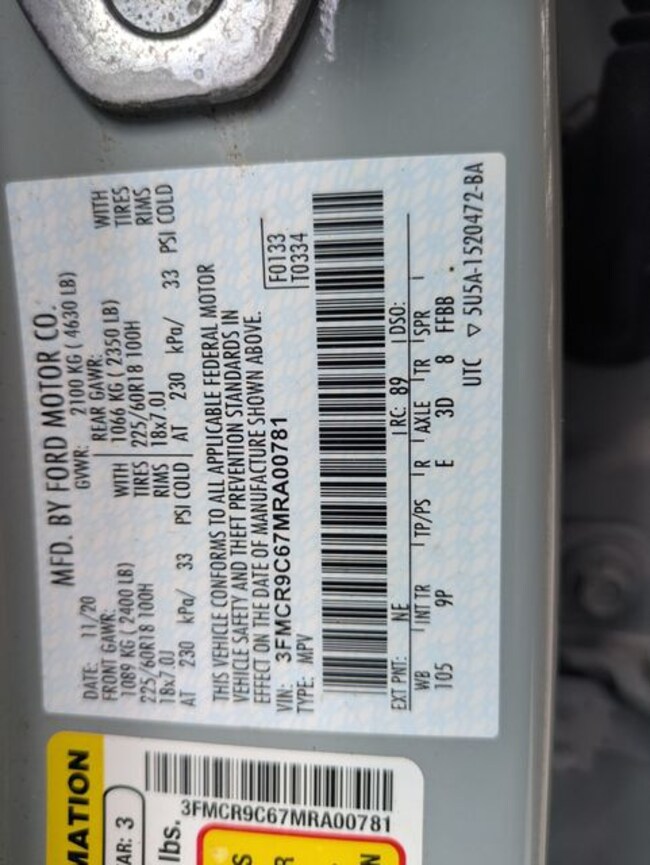 MFD. BY FORD MOTOR CO.
DATE: 11/20 GVWR: 2100 KG ( 4630 LB)
FRONT GAWR: REAR GAWR:
1089 KG ( 2400 LB) WITH 1066 KG ( 2350 LB) WITH
225/60R18 100H TIRES 225/60R18 100H TIRES
18x7.0J RIMS 18x7.0J RIMS
AT 230 kPa/ 33 PSI COLD AT 230 kPa/ 33 PSI COLD
THIS VEHICLE CONFORMS TO ALL APPLICABLE FEDERAL MOTOR
VEHICLE SAFETY AND THEFT PREVENTION STANDARDS IN
EFFECT ON THE DATE OF MANUFACTURE SHOWN ABOVE.
VIN: 3FMCR9C67MRA00781 F0133
TYPE: MPV T0334
EXT PNT: NE RC: 89 DSO:
WB INT TR TP/PS R AXLE TR SPR
105 9P E 3D 8 FFBB
UTC ▽ 5U5A-1520472-BA
MATION
AR: 3
3FMCR9C67MRA00781
lbs.
S
R
N